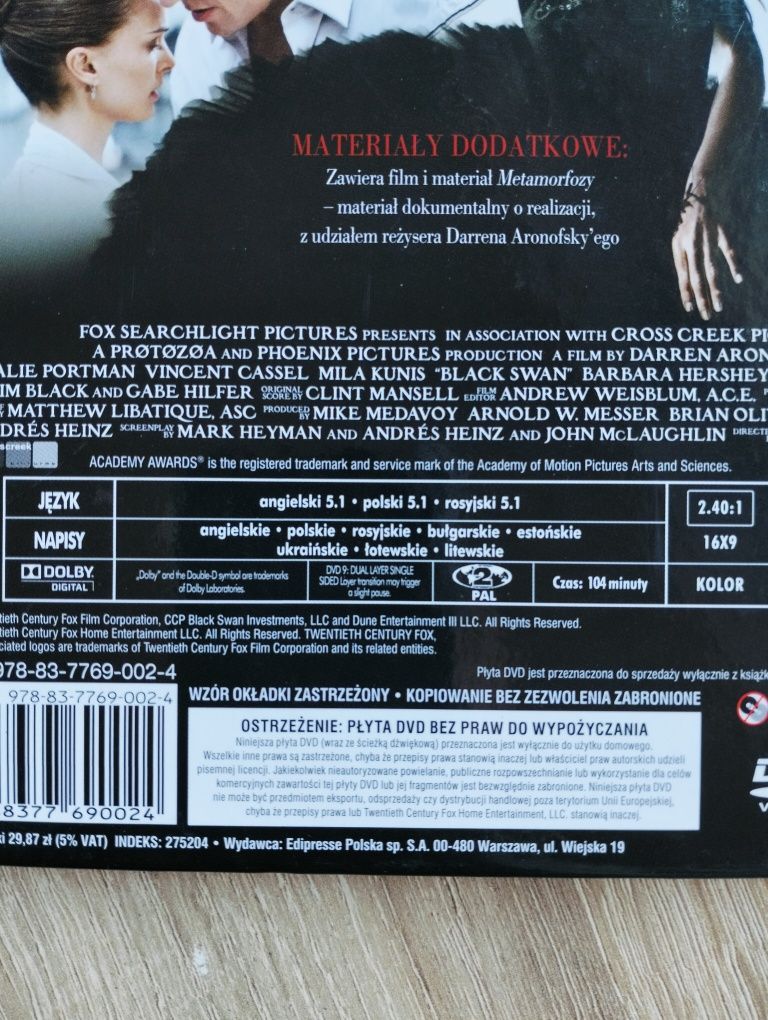 MATERIAŁY DODATKOWE:
Zawiera film i materiał Metamorfozy
– materiał dokumentalny o realizacji,
z udziałem reżysera Darrena Aronofsky'ego
FOX SEARCHLIGHT PICTURES PRESENTS IN ASSOCIATION WITH CROSS CREEK
A PRØTØZØA AND PHOENIX PICTURES PRODUCTION A FILM BY DARREN
PORTMAN VINCENT CASSEL MILA KUNIS "BLACK SWAN" BARBARA HERSHEY
BLACK AND GABE HILFER ORIGINAL SCORE BY CLINT MANSELL FILM EDITOR ANDREW WEISBLUM, A.C.E.
MATTHEW LIBATIQUE, ASC PRODUCED BY MIKE MEDAVOY ARNOLD W. MESSER BRIAN
HEINZ SCREENPLAY BY MARK HEYMAN AND ANDRÉS HEINZ AND JOHN McLAUGHLIN
ACADEMY AWARDS® is the registered trademark and service mark of the Academy of Motion Pictures Arts and Sciences.
JĘZYK angielski 5.1 • polski 5.1 • rosyjski 5.1 2.40:1
NAPISY angielskie • polskie • rosyjskie • bułgarskie • estońskie 16X9
ukraińskie • łotewskie • litewskie
DOLBY DIGITAL „Dolby" and the Double-D symbol are trademarks of Dolby Laboratories. DVD 9: DUAL LAYER SINGLE SIDED Layer transition may trigger a slight pause. 2 PAL Czas: 104 minuty KOLOR
Century Fox Film Corporation, CCP Black Swan Investments, LLC and Dune Entertainment III LLC. All Rights Reserved.
Century Fox Home Entertainment LLC. All Rights Reserved. TWENTIETH CENTURY FOX,
logos are trademarks of Twentieth Century Fox Film Corporation and its related entities.
978-83-7769-002-4 Płyta DVD jest przeznaczona do sprzedaży wyłącznie z
978-83-7769-002-4
WZÓR OKŁADKI ZASTRZEŻONY • KOPIOWANIE BEZ ZEZWOLENIA ZABRONIONE
OSTRZEŻENIE: PŁYTA DVD BEZ PRAW DO WYPOŻYCZANIA
Niniejsza płyta DVD (wraz ze ścieżką dźwiękową) przeznaczona jest wyłącznie do użytku domowego.
Wszelkie inne prawa są zastrzeżone, chyba że przepisy prawa stanowią inaczej lub właściciel praw autorskich udzieli
pisemnej licencji. Jakiekolwiek nieautoryzowane powielanie, publiczne rozpowszechnianie lub wykorzystanie dla celów
komercyjnych zawartości tej płyty DVD lub jej fragmentów jest bezwzględnie zabronione. Niniejsza płyta DVD
nie może być przedmiotem eksportu, odsprzedaży czy dystrybucji handlowej poza terytorium Unii Europejskiej,
chyba że przepisy prawa lub Twentieth Century Fox Home Entertainment, LLC. stanowią inaczej.
8377 690024
29,87 zł (5% VAT) INDEKS: 275204 • Wydawca: Edipresse Polska sp. S.A. 00-480 Warszawa, ul. Wiejska 19